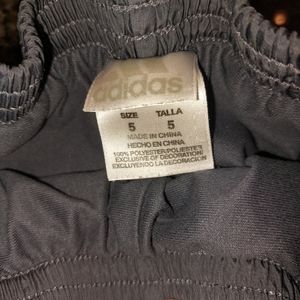 adidas
SIZE TALLA
5 5
MADE IN CHINA
HECHO EN CHINA
100% POLYESTER/POLIESTER
EXCLUSIVE OF DECORATION/
EXCLUYENDO LA DECORACION